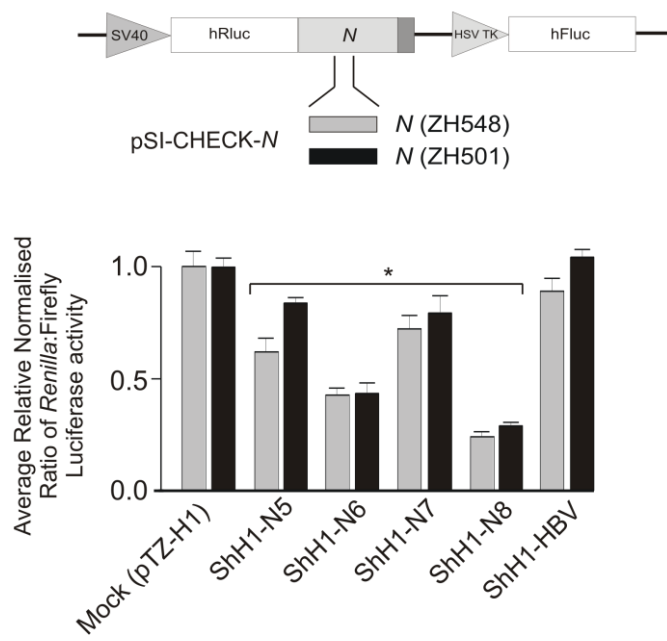 SV40 hRluc N HSV TK hFluc
N (ZH548)
pSI-CHECK-N
N (ZH501)
Average Relative Normalised
Ratio of Renilla:Firefly
Luciferase activity
1.0
0.5
0.0
*
Mock (pTZ-H1)
ShH1-N5
ShH1-N6
ShH1-N7
ShH1-N8
ShH1-HBV